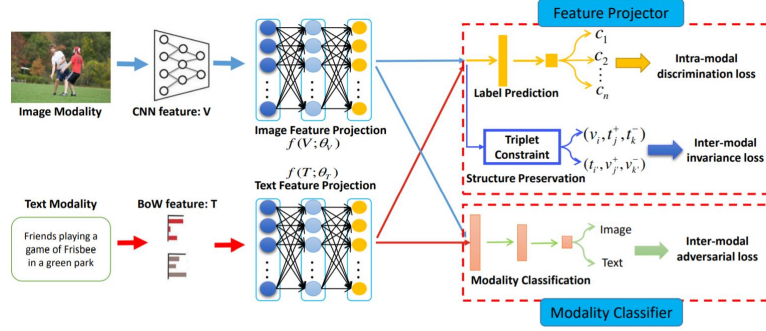 Feature Projector
Image Modality
CNN feature: V
Image Feature Projection
f(V;θ_V)
Label Prediction
c_1
c_2
⋮
c_n
Intra-modal
discrimination loss
Triplet
Constraint
(v_i, t_j^+, t_k^-)
(t_i', v_j'^+, v_k'^-)
Structure Preservation
Inter-modal
invariance loss
f(T;θ_T)
Text Feature Projection
Text Modality
Friends playing a
game of Frisbee
in a green park
BoW feature: T
Modality Classification
Image
Text
Inter-modal
adversarial loss
Modality Classifier